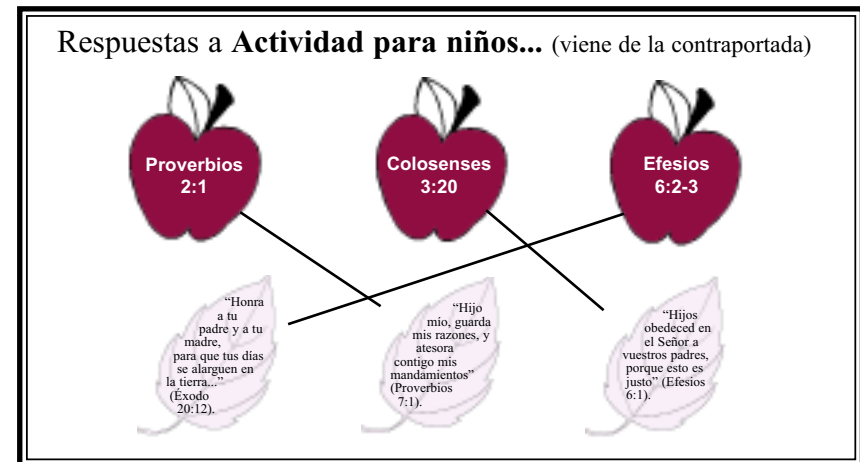 Respuestas a Actividad para niños... (viene de la contraportada)
Proverbios
2:1
Colosenses
3:20
Efesios
6:2-3
“Honra
a tu
padre y a tu
madre,
para que tus días
se alarguen en
la tierra...”
(Éxodo
20:12).
“Hijo
mío, guarda
mis razones, y
atesora
contigo mis
mandamientos”
(Proverbios
7:1).
“Hijos
obedeced en
el Señor a
vuestros padres,
porque esto es
justo” (Efesios
6:1).